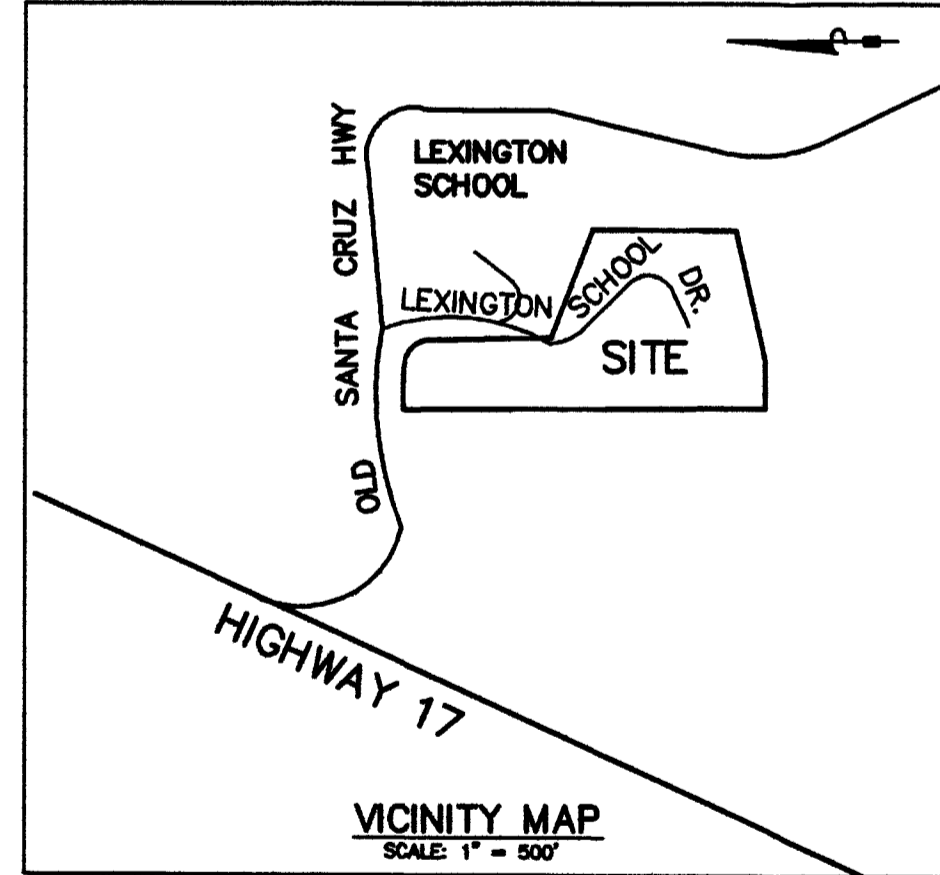 OLD SANTA CRUZ HWY
LEXINGTON
SCHOOL
LEXINGTON SCHOOL DR.
SITE
HIGHWAY 17
VICINITY MAP
SCALE: 1" = 500'